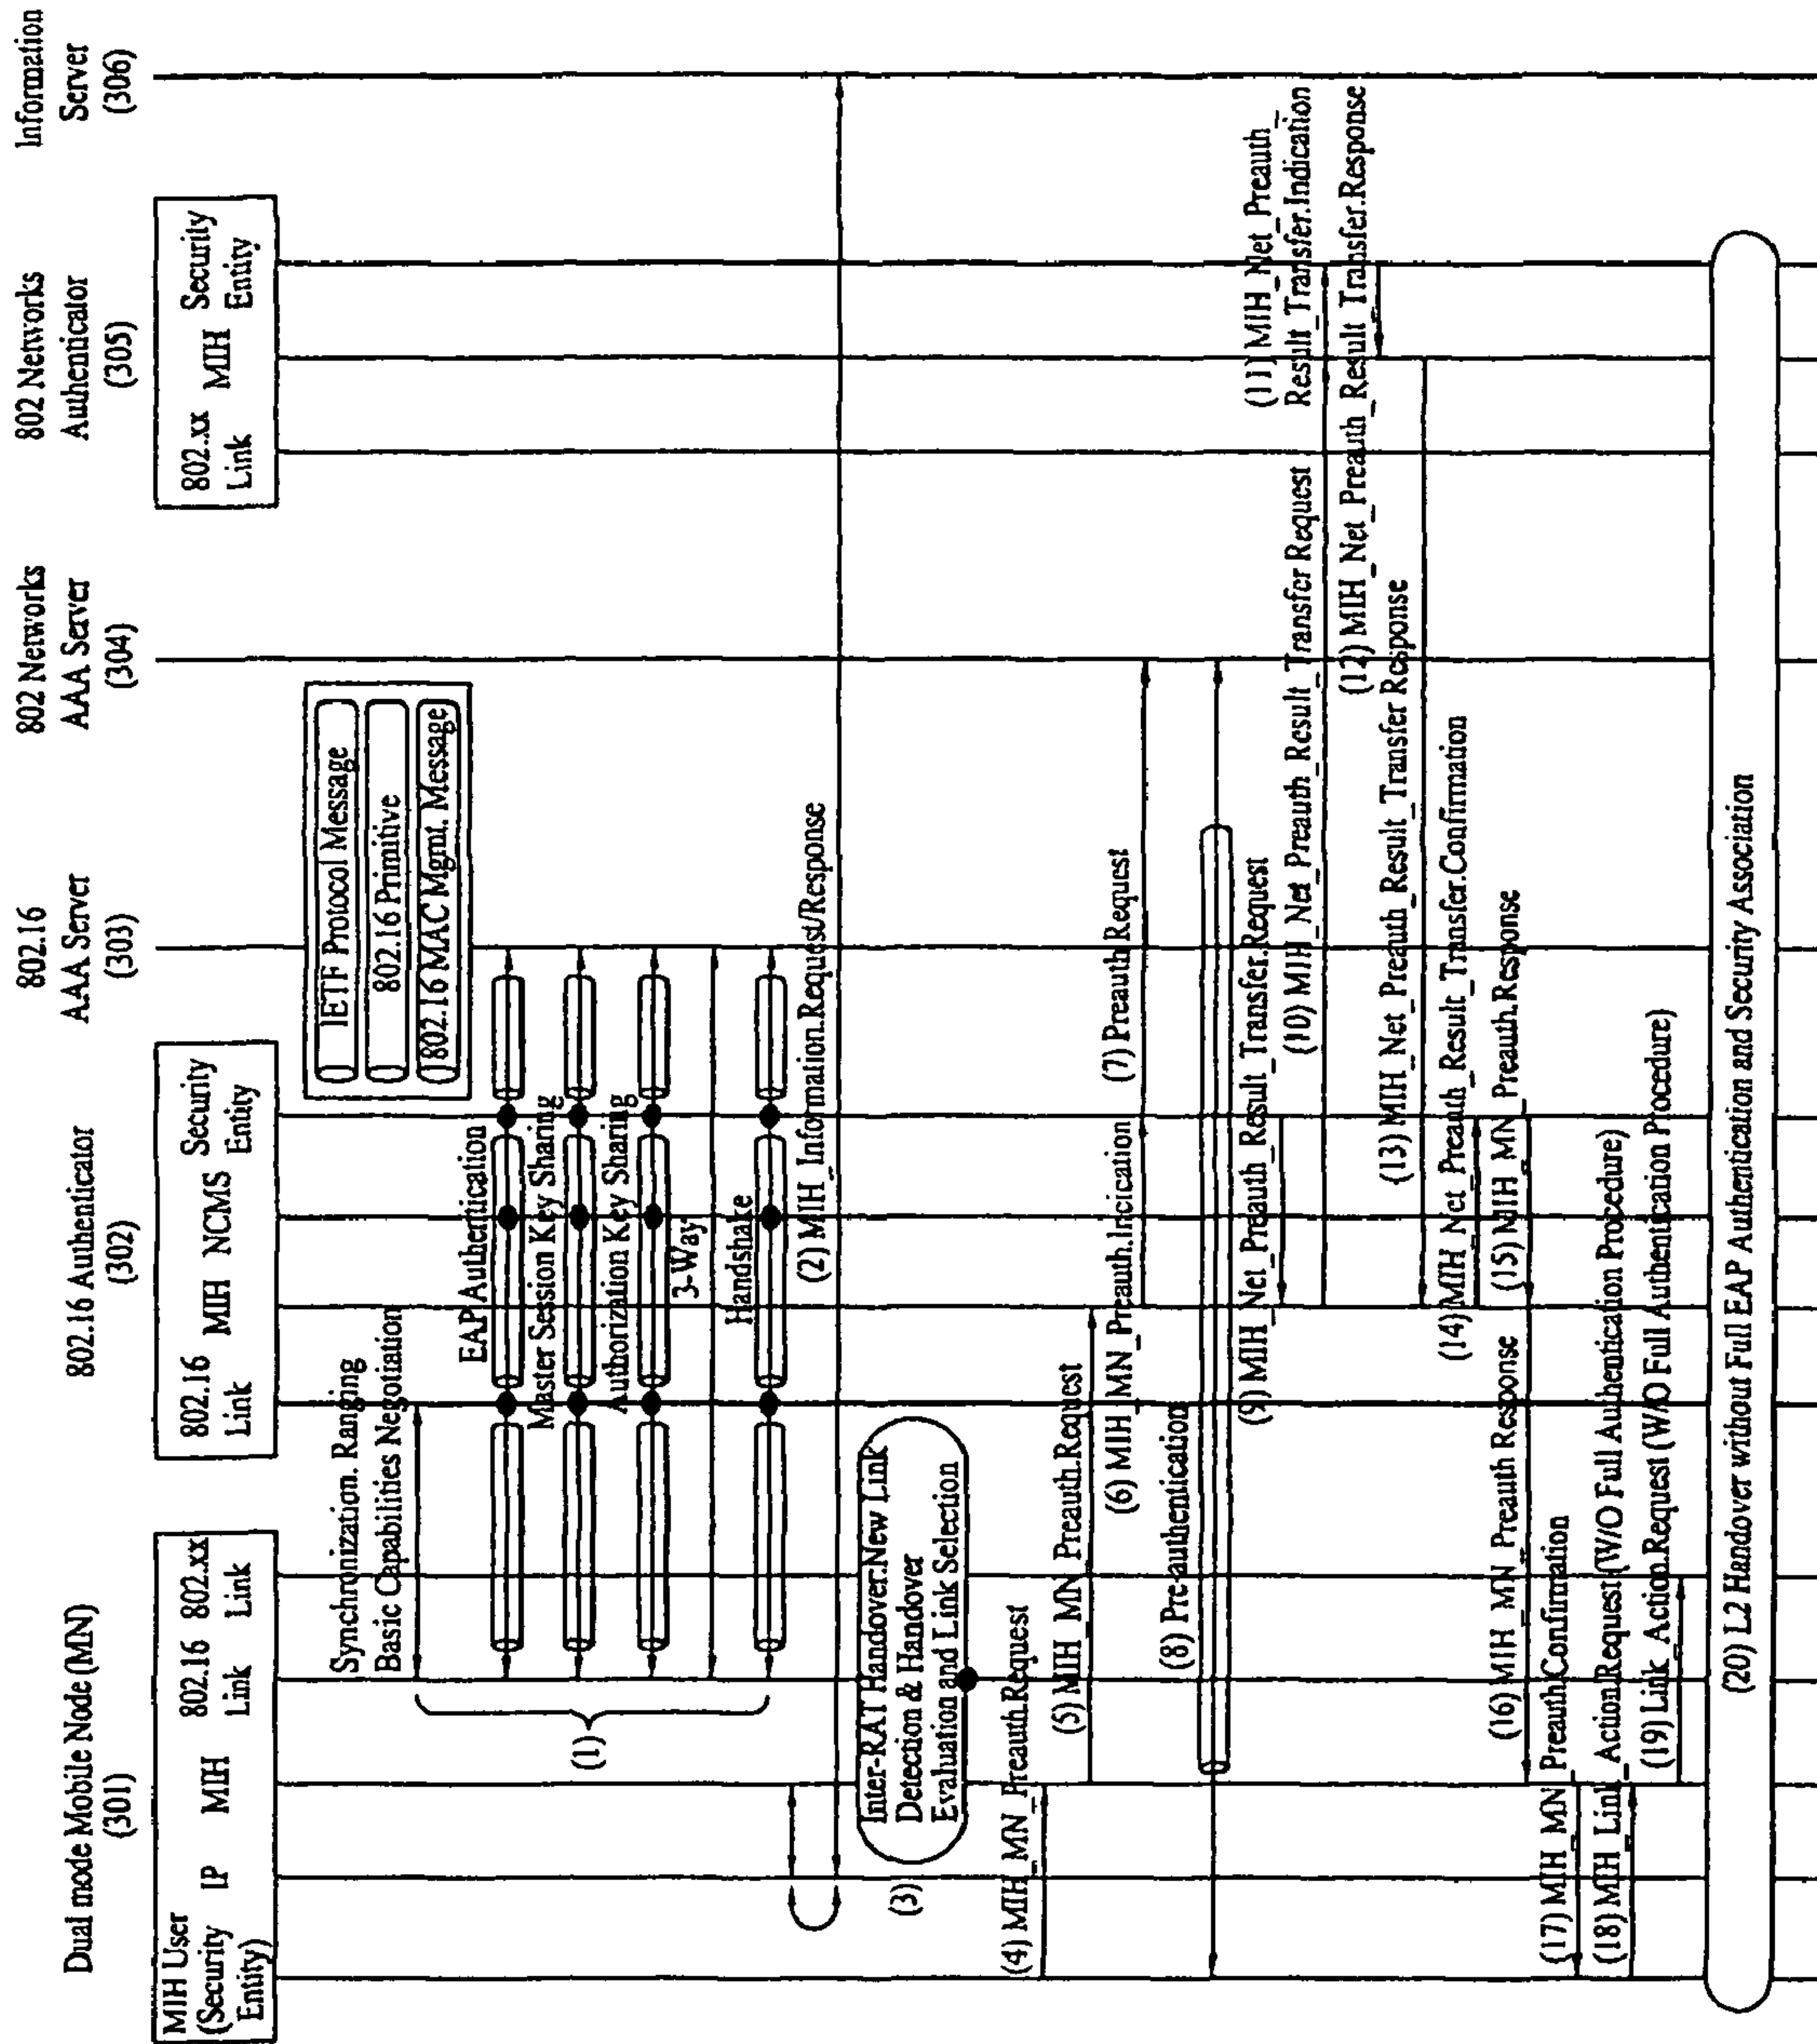 Dual mode Mobile Node (MN)
(301)
802.16 Authenticator
(302)
802.16
AAA Server
(303)
802 Networks
AAA Server
(304)
802 Networks
Authenticator
(305)
Information
Server
(306)
MIH User
(Security
Entity)
IP
MIH
802.16
Link
802.xx
Link
802.16
Link
MIH
NCMS
Security
Entity
802.xx
Link
MIH
Security
Entity
IETF Protocol Message
802.16 Primitive
802.16 MAC Mgmt. Message
Synchronization. Ranging
Basic Capabilities Negotiation
(1)
EAP Authentication
Master Session Key Sharing
Authorization Key Sharing
3-Way
Handshake
(2) MIH_Information.Request/Response
(3)
Inter-RAT Handover.New Link
Detection & Handover
Evaluation and Link Selection
(4) MIH_MN_Preauth.Request
(5) MIH_MN_Preauth.Request
(6) MIH_MN_Preauth.Incication
(7) Preauth.Request
(8) Pre-authentication
(9) MIH_Net_Preauth_Result_Transfer.Request
(10) MIH_Net_Preauth_Result_Transfer Request
(11) MIH_Net_Preauth_
Result_Transfer.Indication
(12) MIH_Net_Preauth_Result_Transfer.Response
(13) MIH_Net_Preauth_Result_Transfer Response
(14) MIH_Net_Preauth_Result_Transfer.Confirmation
(15) MIH_MN_Preauth.Response
(16) MIH_MN_Preauth Response
(17) MIH_MN_Preauth.Confirmation
(18) MIH_Link_Action.Request (W/O Full Authentication Procedure)
(19) Link_Action.Request (W/O Full Authentication Procedure)
(20) L2 Handover without Full EAP Authentication and Security Association